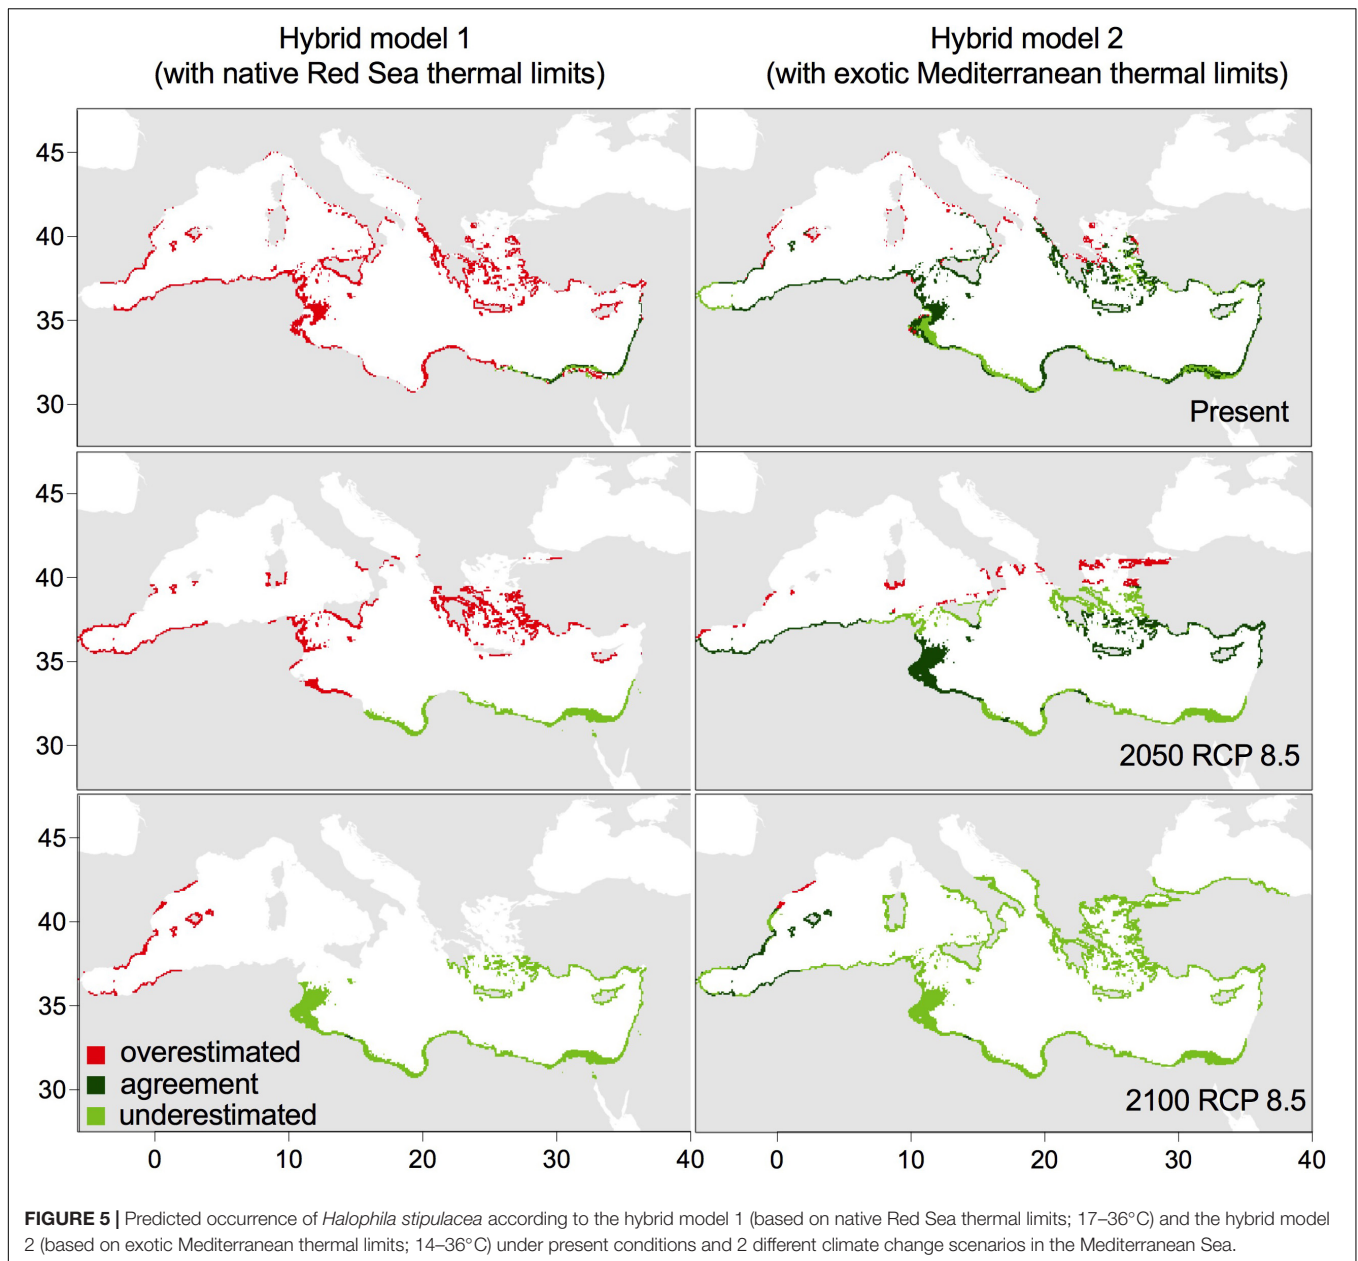 Hybrid model 1
(with native Red Sea thermal limits)
Hybrid model 2
(with exotic Mediterranean thermal limits)
45
40
35
30
Present
45
40
35
30
2050 RCP 8.5
45
40
35
30
overestimated
agreement
underestimated
2100 RCP 8.5
0 10 20 30 40
0 10 20 30 40
FIGURE 5 | Predicted occurrence of Halophila stipulacea according to the hybrid model 1 (based on native Red Sea thermal limits; 17–36°C) and the hybrid model
2 (based on exotic Mediterranean thermal limits; 14–36°C) under present conditions and 2 different climate change scenarios in the Mediterranean Sea.